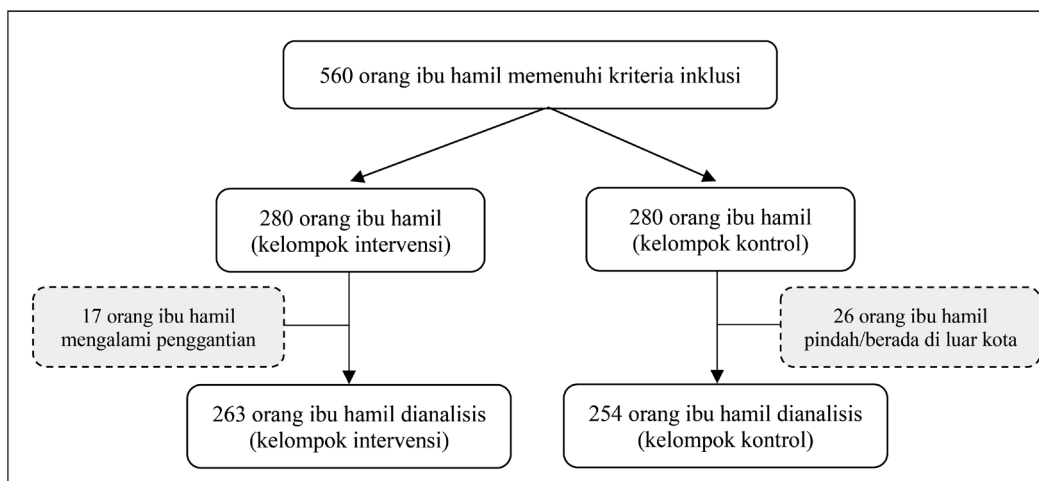 560 orang ibu hamil memenuhi kriteria inklusi
280 orang ibu hamil
(kelompok intervensi)
280 orang ibu hamil
(kelompok kontrol)
17 orang ibu hamil
mengalami penggantian
26 orang ibu hamil
pindah/berada di luar kota
263 orang ibu hamil dianalisis
(kelompok intervensi)
254 orang ibu hamil dianalisis
(kelompok kontrol)